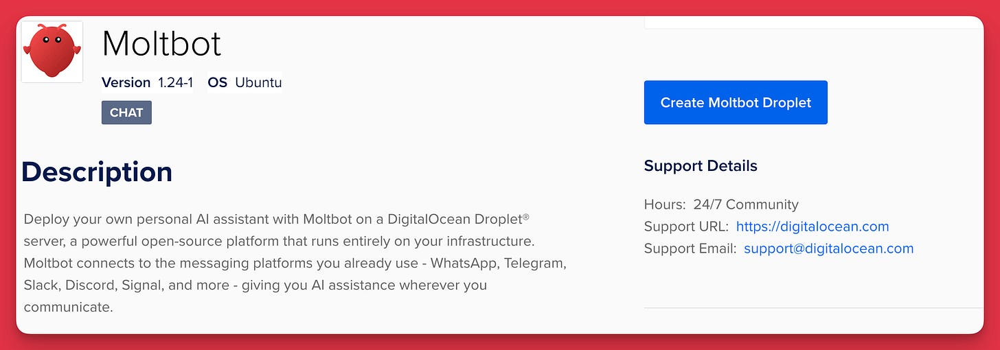 Moltbot
Version 1.24-1 OS Ubuntu
CHAT
Description
Deploy your own personal AI assistant with Moltbot on a DigitalOcean Droplet®
server, a powerful open-source platform that runs entirely on your infrastructure.
Moltbot connects to the messaging platforms you already use - WhatsApp, Telegram,
Slack, Discord, Signal, and more - giving you AI assistance wherever you
communicate.
Create Moltbot Droplet
Support Details
Hours: 24/7 Community
Support URL: https://digitalocean.com
Support Email: support@digitalocean.com